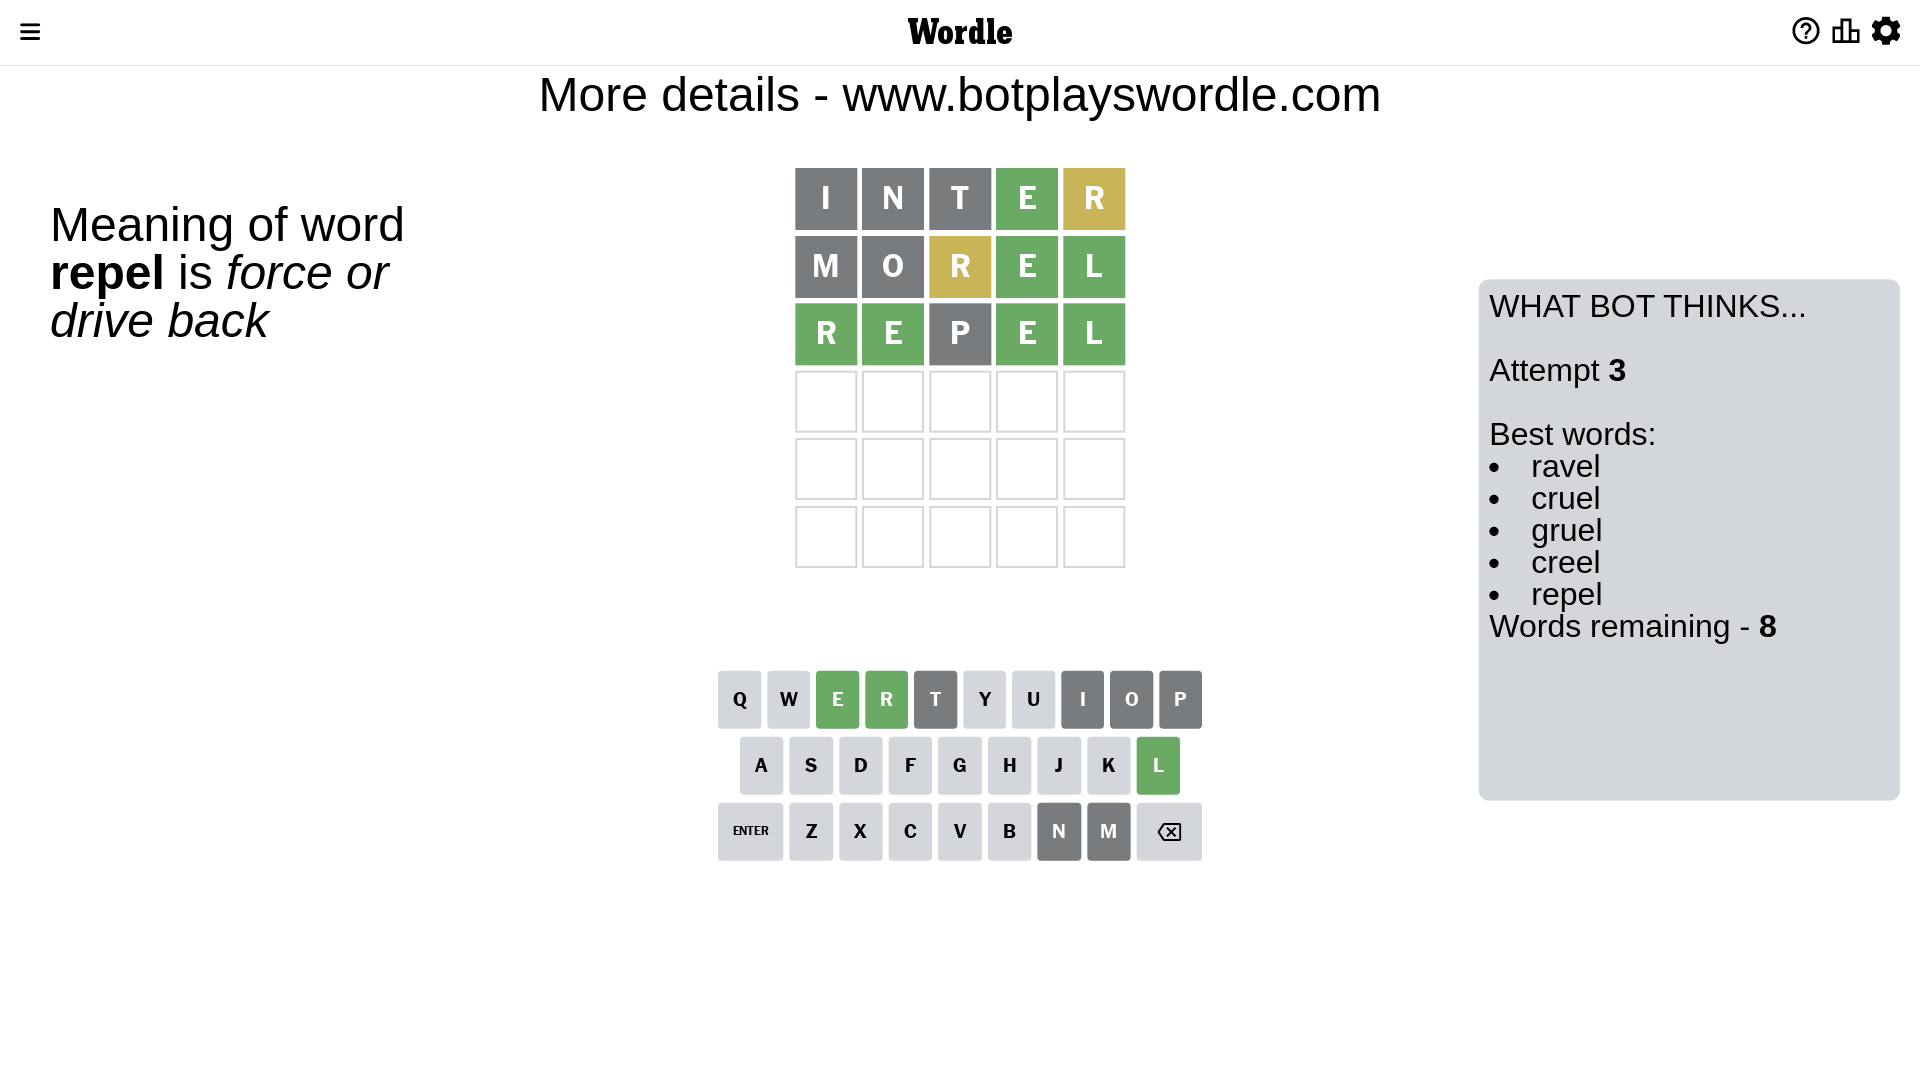 Wordle
More details - www.botplayswordle.com
Meaning of word
repel is force or
drive back
I N T E R
M O R E L
R E P E L
WHAT BOT THINKS...
Attempt 3
Best words:
• ravel
• cruel
• gruel
• creel
• repel
Words remaining - 8
Q W E R T Y U I O P
A S D F G H J K L
ENTER Z X C V B N M